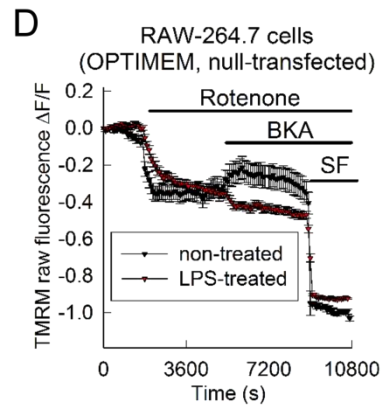 D
RAW-264.7 cells
(OPTIMEM, null-transfected)
TMRM raw fluorescence ΔF/F
0.2
0.0
-0.2
-0.4
-0.6
-0.8
-1.0
Rotenone
BKA
SF
non-treated
LPS-treated
0 3600 7200 10800
Time (s)